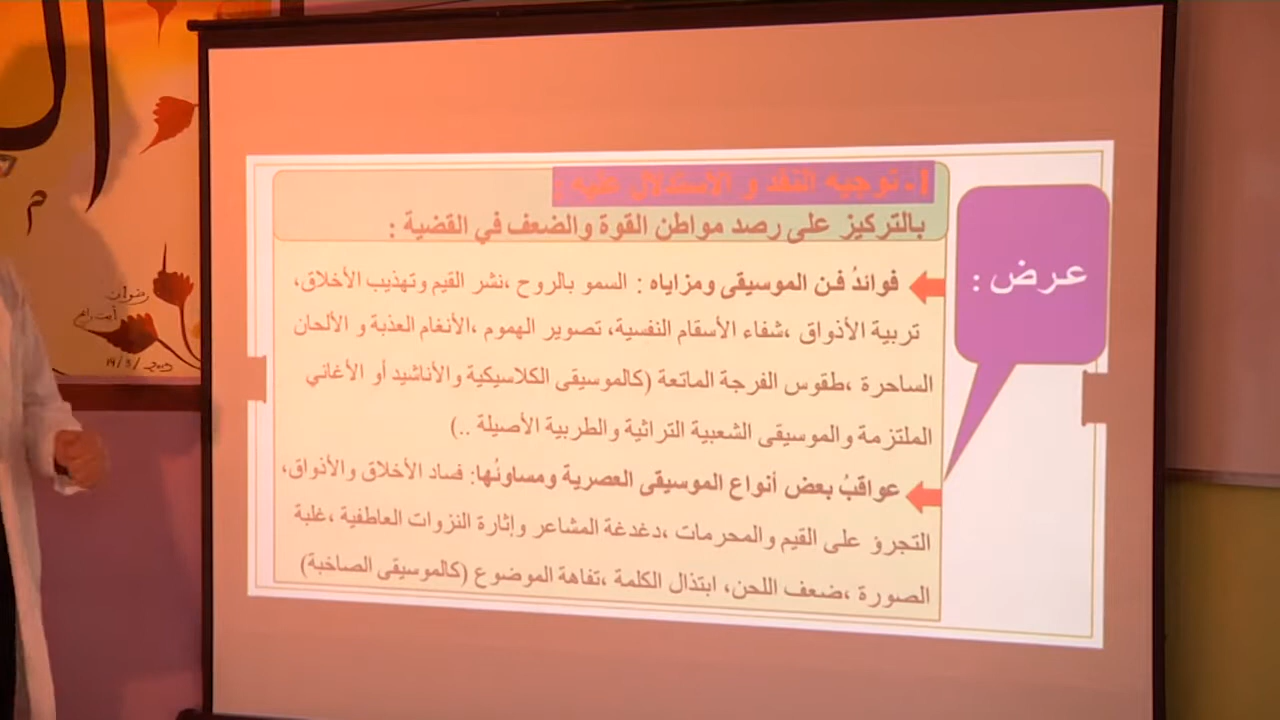 أ- توجيه النقد و الاستدلال عليه :
بالتركيز على رصد مواطن القوة والضعف في القضية :
عرض :
فوائدُ فن الموسيقى ومزاياه : السمو بالروح ،نشر القيم وتهذيب الأخلاق،
تربية الأذواق ،شفاء الأسقام النفسية، تصوير الهموم ،الأنغام العذبة و الألحان
الساحرة ،طقوس الفرجة الماتعة (كالموسيقى الكلاسيكية والأناشيد أو الأغاني
الملتزمة والموسيقى الشعبية التراثية والطربية الأصيلة ..)
عواقبُ بعض أنواع الموسيقى العصرية ومساوئها: فساد الأخلاق والأذواق،
التجرؤ على القيم والمحرمات ،دغدغة المشاعر وإثارة النزوات العاطفية ،غلبة
الصورة ،ضعف اللحن، ابتذال الكلمة ،تفاهة الموضوع (كالموسيقى الصاخبة)
رضوان